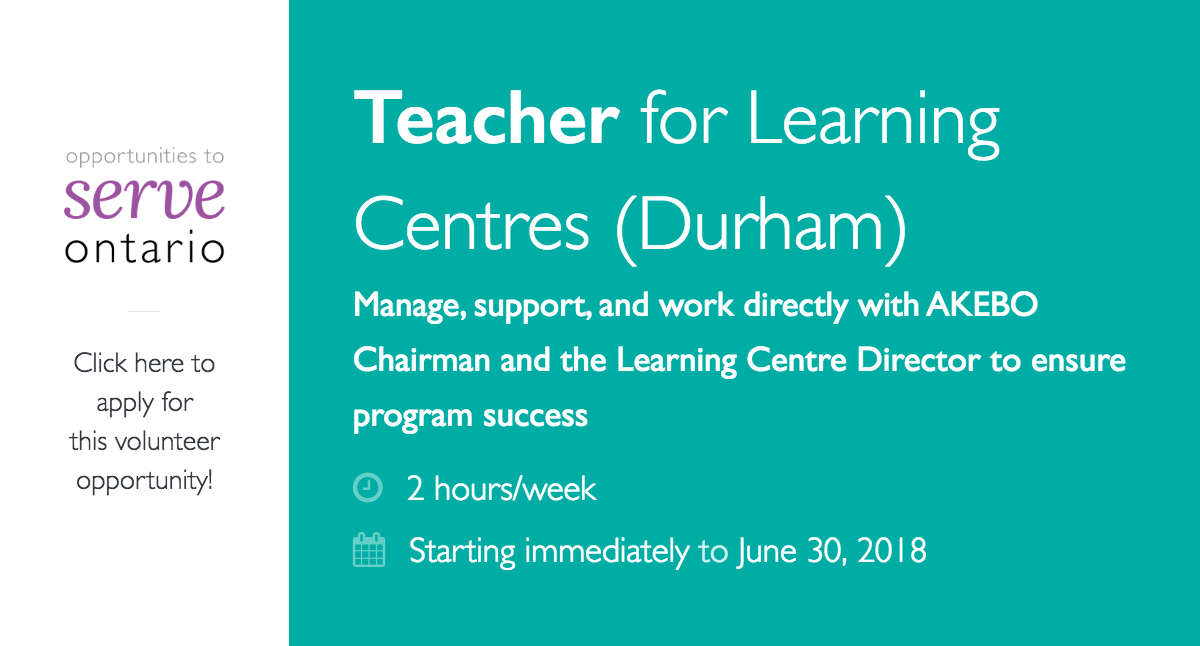 opportunities to
serve
ontario
Click here to
apply for
this volunteer
opportunity!
Teacher for Learning
Centres (Durham)
Manage, support, and work directly with AKEBO
Chairman and the Learning Centre Director to ensure
program success
2 hours/week
Starting immediately to June 30, 2018